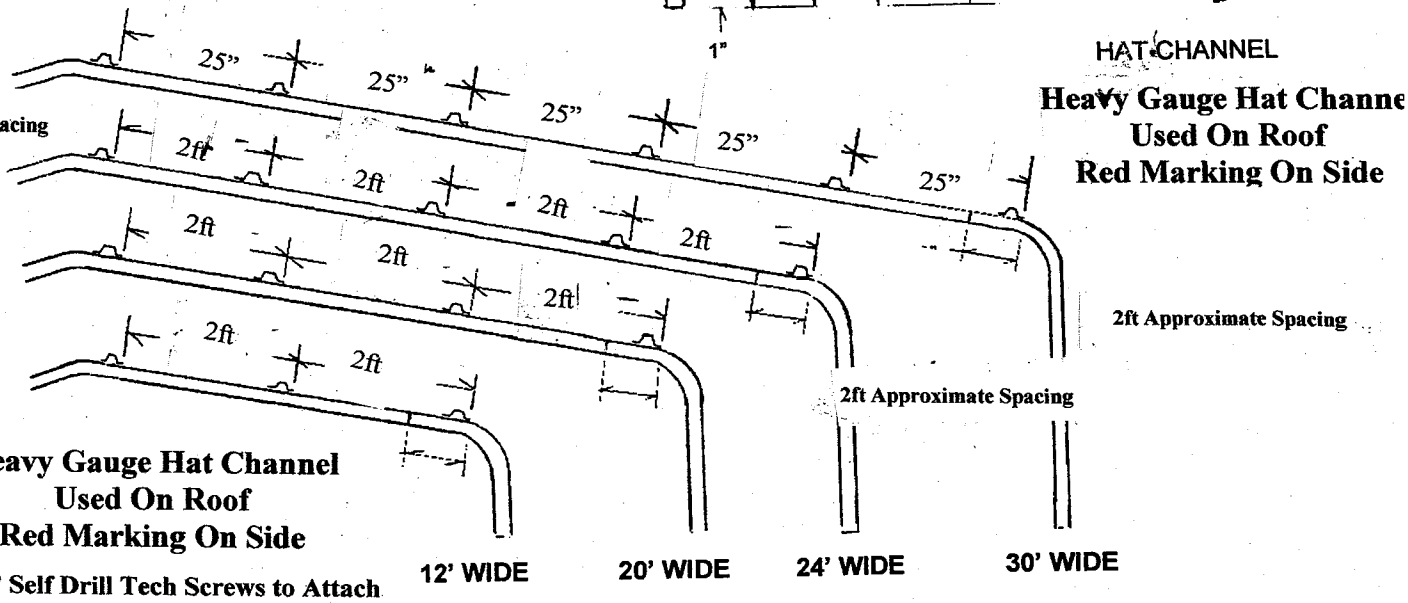 1"
HAT CHANNEL
Heavy Gauge Hat Channe
Used On Roof
Red Marking On Side
25” 25” 25” 25” 25”
acing
2ft 2ft 2ft 2ft
2ft 2ft 2ft
2ft 2ft
2ft Approximate Spacing
2ft Approximate Spacing
eavy Gauge Hat Channel
Used On Roof
Red Marking On Side
Self Drill Tech Screws to Attach
12' WIDE 20' WIDE 24' WIDE 30' WIDE